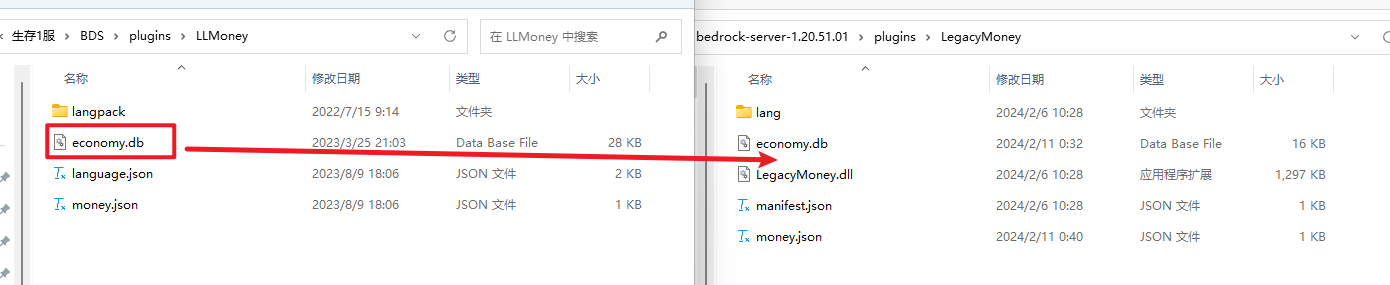 生存1服 › BDS › plugins › LLMoney
在 LLMoney 中搜索
名称 修改日期 类型 大小
langpack 2022/7/15 9:14 文件夹
economy.db 2023/3/25 21:03 Data Base File 28 KB
language.json 2023/8/9 18:06 JSON 文件 2 KB
money.json 2023/8/9 18:06 JSON 文件 1 KB
bedrock-server-1.20.51.01 › plugins › LegacyMoney
名称 修改日期 类型 大小
lang 2024/2/6 10:28 文件夹
economy.db 2024/2/11 0:32 Data Base File 16 KB
LegacyMoney.dll 2024/2/6 10:28 应用程序扩展 1,297 KB
manifest.json 2024/2/6 10:28 JSON 文件 1 KB
money.json 2024/2/11 0:40 JSON 文件 1 KB